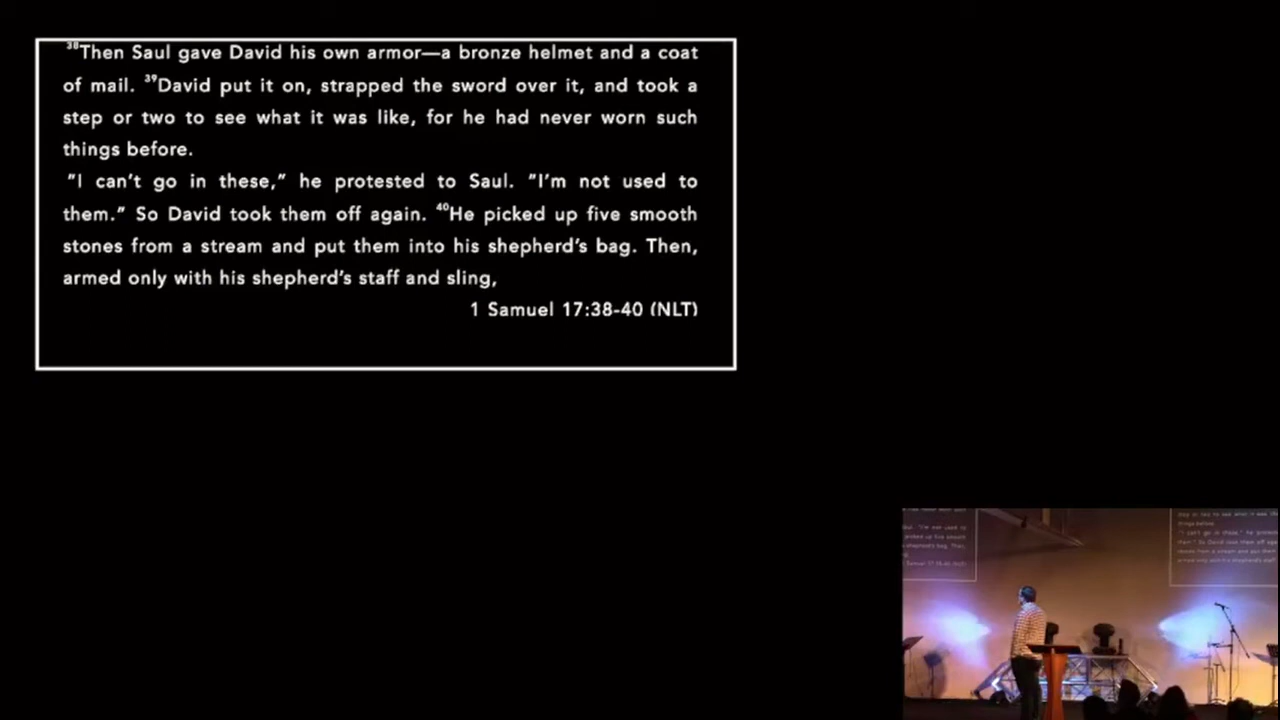 ³⁸Then Saul gave David his own armor—a bronze helmet and a coat
of mail. ³⁹David put it on, strapped the sword over it, and took a
step or two to see what it was like, for he had never worn such
things before.
"I can't go in these," he protested to Saul. "I'm not used to
them." So David took them off again. ⁴⁰He picked up five smooth
stones from a stream and put them into his shepherd's bag. Then,
armed only with his shepherd's staff and sling,
1 Samuel 17:38-40 (NLT)